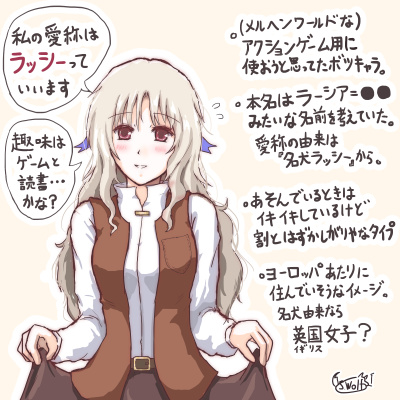 私の愛称は
ラッシーって
いいます
趣味は
ゲームと
読書…
かな?
・(メルヘンワールドな)
アクションゲーム用に
使おうと思ってたボツキャラ。
・本名はラーシア=●●
みたいな名前を考えていた。
愛称の由来は
『名犬ラッシー』から。
・あそんでいるときは
イキイキしているけど
割とはずかしがりやなタイプ
・ヨーロッパあたりに
住んでいそうなイメージ。
名犬由来なら
英国女子?
イギリス